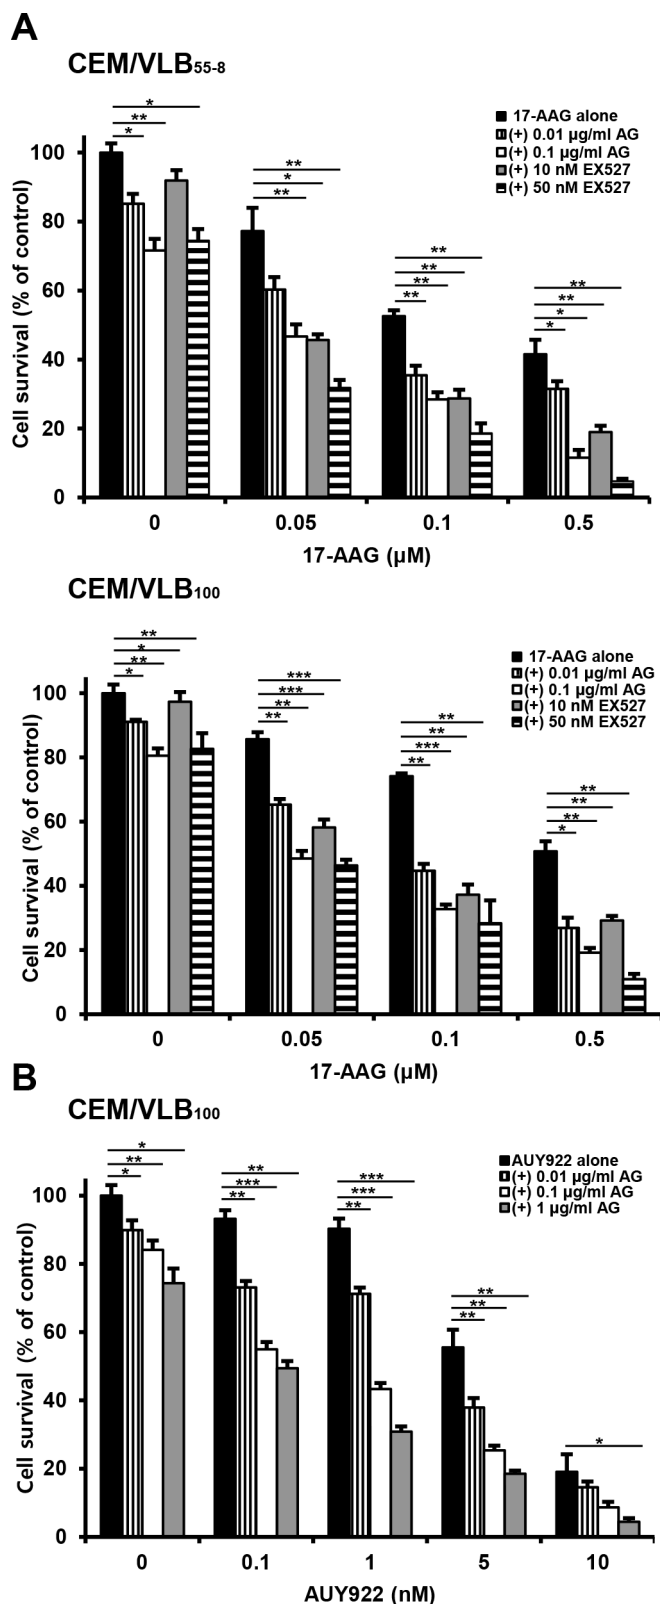 A
CEM/VLB55-8
17-AAG alone
(+) 0.01 µg/ml AG
(+) 0.1 µg/ml AG
(+) 10 nM EX527
(+) 50 nM EX527
*
**
*
**
*
**
**
**
**
**
**
**
*
*
Cell survival (% of control)
100
80
60
40
20
0
0 0.05 0.1 0.5
17-AAG (µM)
CEM/VLB100
17-AAG alone
(+) 0.01 µg/ml AG
(+) 0.1 µg/ml AG
(+) 10 nM EX527
(+) 50 nM EX527
**
*
**
*
***
***
**
**
**
**
***
**
**
**
**
*
Cell survival (% of control)
100
80
60
40
20
0
0 0.05 0.1 0.5
17-AAG (µM)
B
CEM/VLB100
AUY922 alone
(+) 0.01 µg/ml AG
(+) 0.1 µg/ml AG
(+) 1 µg/ml AG
*
**
*
**
***
**
***
***
**
**
**
**
*
Cell survival (% of control)
100
80
60
40
20
0
0 0.1 1 5 10
AUY922 (nM)